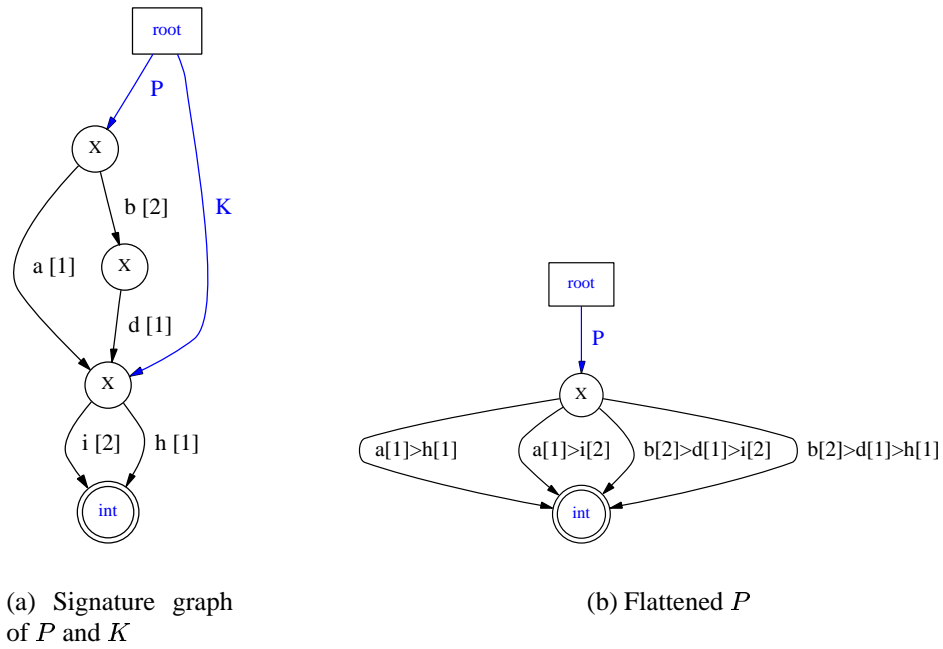 root
P
X
b [2]
K
a [1]
X
d [1]
X
i [2]
h [1]
int
(a) Signature graph
of P and K
root
P
X
a[1]>h[1]
a[1]>i[2]
b[2]>d[1]>i[2]
b[2]>d[1]>h[1]
int
(b) Flattened P